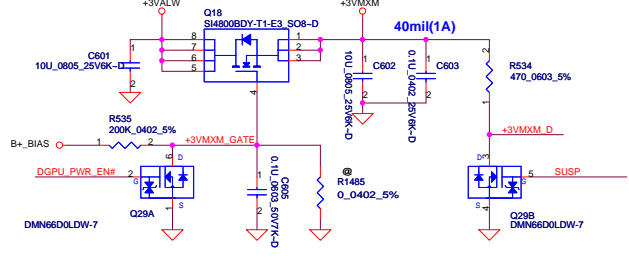 +3VALW
+3VMXM
Q18
SI4800BDY-T1-E3_SO8~D
40mil(1A)
8
7
6
5
1
2
3
4
C601
10U_0805_25V6K~D
1
2
C602
10U_0805_25V6K~D
1
2
C603
0.1U_0402_25V6K~D
1
2
R534
470_0603_5%
2
1
R535
200K_0402_5%
B+_BIAS
1
2
+3VMXM_GATE
+3VMXM_D
DGPU_PWR_EN#
2
G
D
S
6
1
Q29A
DMN66D0LDW-7
C605
0.1U_0603_50V7K~D
1
2
@
R1485
0_0402_5%
1
2
3
D
G
S
4
5
SUSP
Q29B
DMN66D0LDW-7